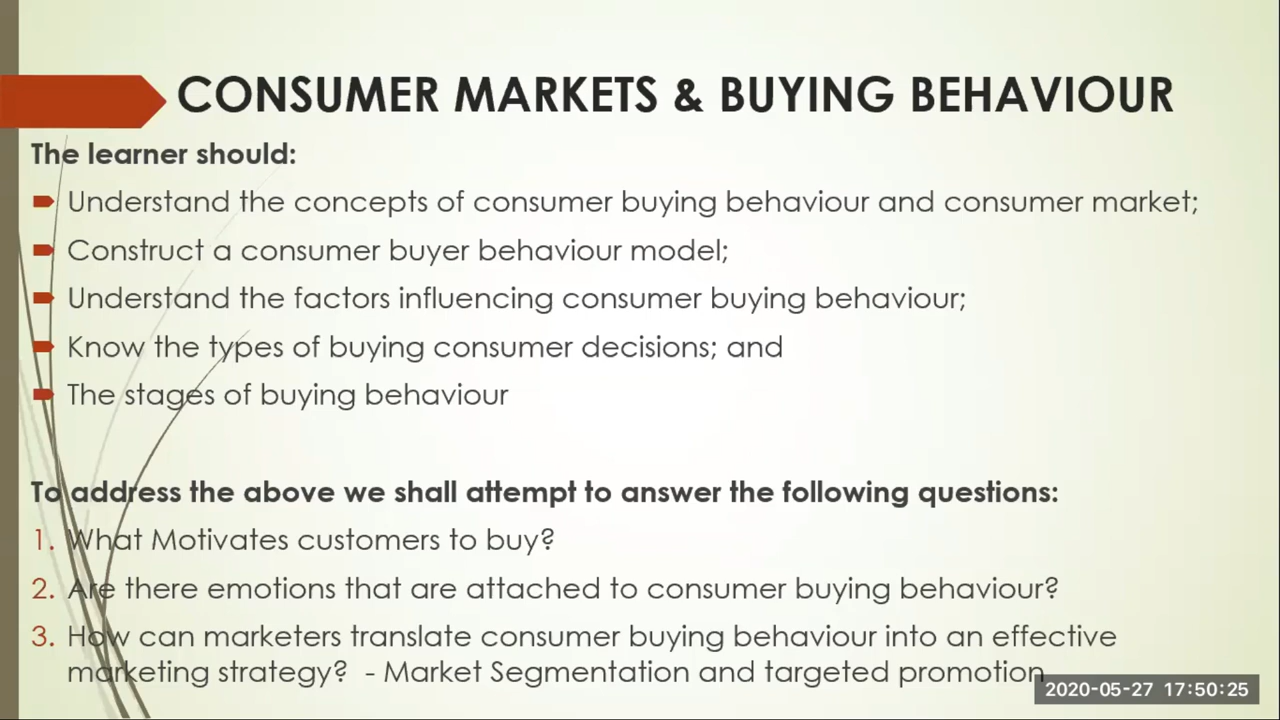 CONSUMER MARKETS & BUYING BEHAVIOUR
The learner should:
Understand the concepts of consumer buying behaviour and consumer market;
Construct a consumer buyer behaviour model;
Understand the factors influencing consumer buying behaviour;
Know the types of buying consumer decisions; and
The stages of buying behaviour
To address the above we shall attempt to answer the following questions:
1. What Motivates customers to buy?
2. Are there emotions that are attached to consumer buying behaviour?
3. How can marketers translate consumer buying behaviour into an effective
marketing strategy? - Market Segmentation and targeted promotion
2020-05-27 17:50:25